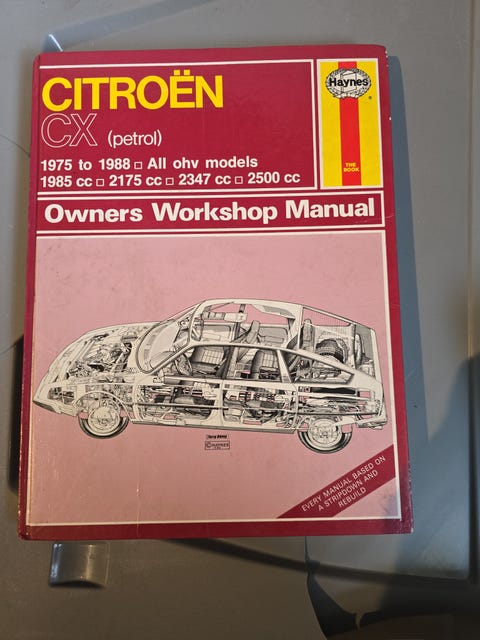 CITROËN
Haynes
®
CX (petrol)
1975 to 1988 □ All ohv models
1985 cc □ 2175 cc □ 2347 cc □ 2500 cc
THE
BOOK
Owners Workshop Manual
© HAYNES
EVERY MANUAL BASED ON
A STRIPDOWN AND
REBUILD